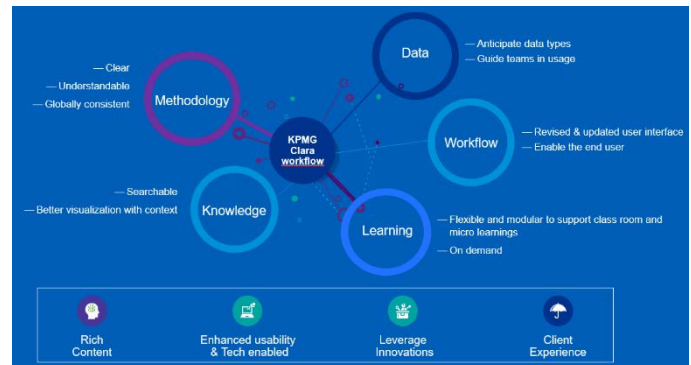 Data
— Anticipate data types
— Guide teams in usage
— Clear
— Understandable
— Globally consistent
Methodology
KPMG
Clara
workflow
Workflow
— Revised & updated user interface
— Enable the end user
— Searchable
— Better visualization with context
Knowledge
Learning
— Flexible and modular to support class room and
micro learnings
— On demand
Rich
Content
Enhanced usability
& Tech enabled
Leverage
Innovations
Client
Experience